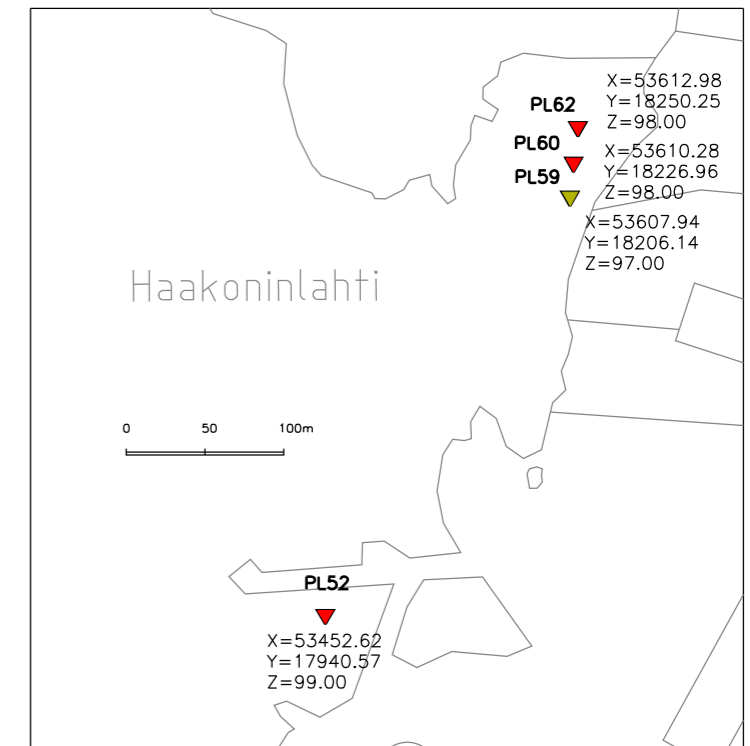 PL62
X=53612.98
Y=18250.25
Z=98.00
PL60
X=53610.28
Y=18226.96
Z=98.00
PL59
X=53607.94
Y=18206.14
Z=97.00
Haakoninlahti
0 50 100m
PL52
X=53452.62
Y=17940.57
Z=99.00